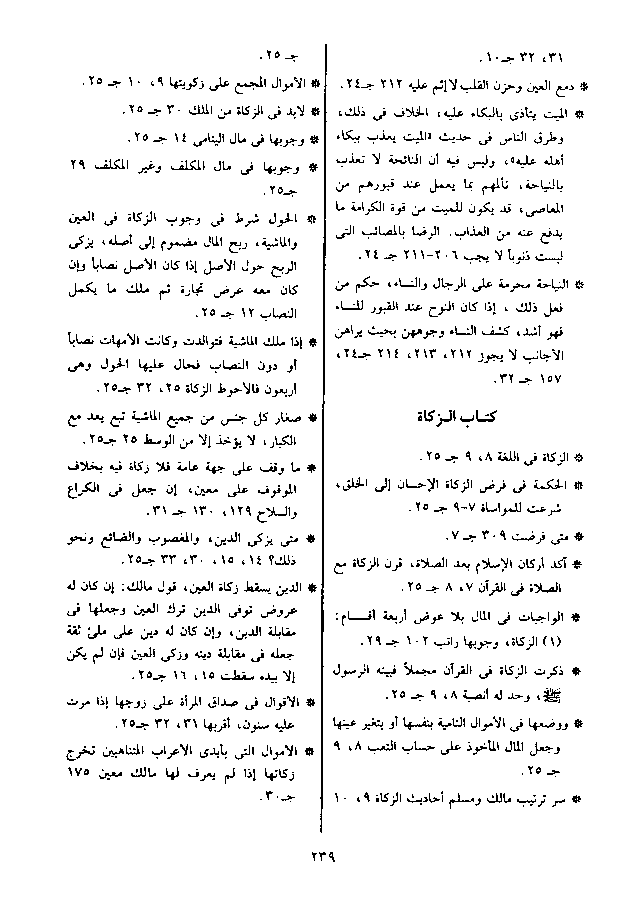 ٣١، ٣٢ جـ١٠.
* دمع العين وحزن القلب لا إثم عليه ٢١٢ جـ٢٤.
* الميت يتأذى بالبكاء عليه، الخلاف فى ذلك،
وطرق الناس فى حديث «الميت يعذب ببكاء
أهله عليه»، وليس فيه أن النائحة لا تعذب
بالنياحة، تألمهم بما يعمل عند قبورهم من
المعاصى، قد يكون للميت من قوة الكرامة ما
يدفع عنه من العذاب. الرضا بالمصائب التى
ليست ذنوباً لا يجب ٢٠٦-٢١١ جـ ٢٤.
* النياحة محرمة على الرجال والنساء، حكم من
فعل ذلك ، إذا كان النوح عند القبور للنساء
فهو أشد، كشف النساء وجوههن بحيث يراهن
الأجانب لا يجوز ٢١٢، ٢١٣، ٢١٤ جـ٢٤،
١٥٧ جـ ٣٢.
كتاب الزكاة
* الزكاة فى اللغة ٨، ٩ جـ ٢٥.
* الحكمة فى فرض الزكاة الإحسان إلى الخلق،
شرعت للمواساة ٧-٩ جـ ٢٥.
* متى فرضت ٣٠٩ جـ ٧.
* آكد أركان الإسلام بعد الصلاة، قرن الزكاة مع
الصلاة فى القرآن ٧، ٨ جـ ٢٥.
* الواجبات فى المال بلا عوض أربعة أقسام:
(١) الزكاة، وجوبها راتب ١٠٢ جـ ٢٩.
* ذكرت الزكاة فى القرآن مجملاً فبينه الرسول
ﷺ، وحد له أنصبة ٨، ٩ جـ ٢٥.
* ووضعها فى الأموال النامية بنفسها أو بتغير عينها
وجعل المال المأخوذ على حساب التعب ٨، ٩
جـ ٢٥.
* سر ترتيب مالك ومسلم أحاديث الزكاة ٩، ١٠
جـ ٢٥.
* الأموال المجمع على زكويتها ٩، ١٠ جـ ٢٥.
* لابد فى الزكاة من الملك ٣٠ جـ ٢٥.
* وجوبها فى مال اليتامى ١٤ جـ ٢٥.
* وجوبها فى مال المكلف وغير المكلف ٢٩
جـ٢٥.
* الحول شرط فى وجوب الزكاة فى العين
والماشية، ربح المال مضموم إلى أصله، يزكى
الربح حول الأصل إذا كان الأصل نصاباً وإن
كان معه عرض تجارة ثم ملك ما يكمل
النصاب ١٢ جـ ٢٥.
* إذا ملك الماشية فتوالدت وكانت الأمهات نصاباً
أو دون النصاب فحال عليها الحول وهى
أربعون فالأحوط الزكاة ٢٥، ٣٢ جـ٢٥.
* صغار كل جنس من جميع الماشية تبع يعد مع
الكبار، لا يؤخذ إلا من الوسط ٢٥ جـ٢٥.
* ما وقف على جهة عامة فلا زكاة فيه بخلاف
الموقوف على معين، إن جعل فى الكراع
والسلاح ١٢٩، ١٣٠ جـ ٣١.
* متى يزكى الدين، والمغصوب والضائع ونحو
ذلك؟ ١٤، ١٥، ٣٠، ٣٣ جـ٢٥.
* الدين يسقط زكاة العين، قول مالك: إن كان له
عروض توفى الدين ترك العين وجعلها فى
مقابلة الدين، وإن كان له دين على ملئ ثقة
جعله فى مقابلة دينه وزكى العين فإن لم يكن
إلا بيده سقطت ١٥، ١٦ جـ٢٥.
* الأقوال فى صداق المرأة على زوجها إذا مرت
عليه سنون، أقربها ٣١، ٣٢ جـ٢٥.
* الأموال التى بأيدى الأعراب المتناهبين تخرج
زكاتها إذا لم يعرف لها مالك معين ١٧٥
جـ٣٠.
٢٣٩